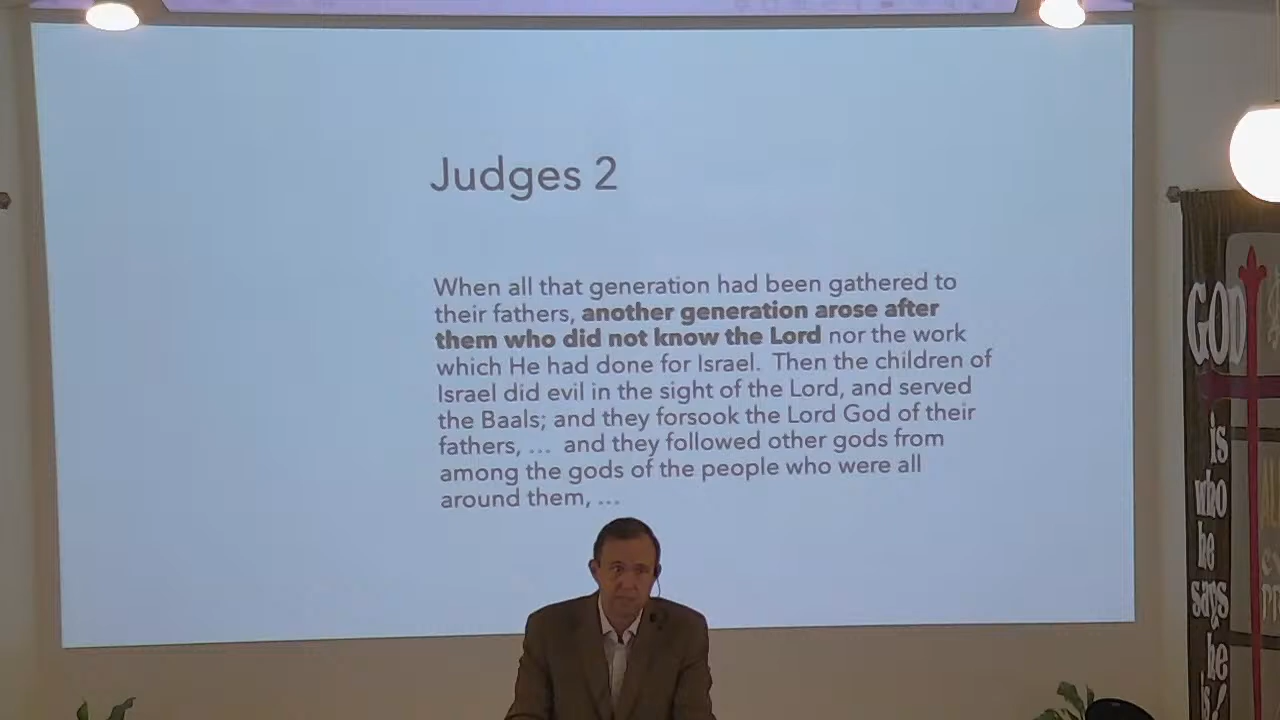 Judges 2
When all that generation had been gathered to
their fathers, another generation arose after
them who did not know the Lord nor the work
which He had done for Israel.  Then the children of
Israel did evil in the sight of the Lord, and served
the Baals; and they forsook the Lord God of their
fathers, ...  and they followed other gods from
among the gods of the people who were all
around them, ...
GOD
is
who
he
says
he
is!